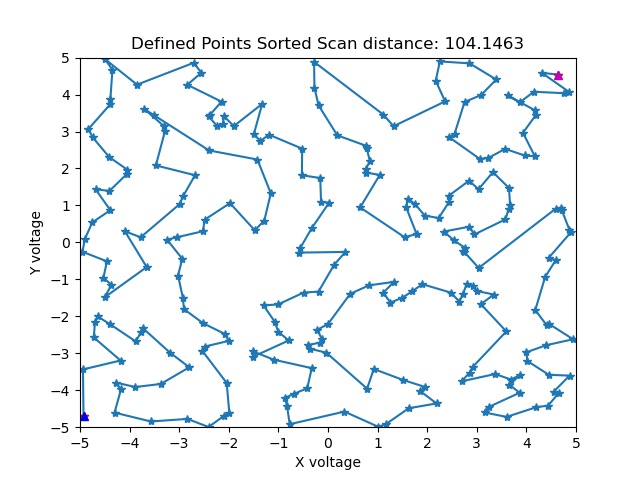 Defined Points Sorted Scan distance: 104.1463
5
4
3
2
1
0
−1
−2
−3
−4
−5
Y voltage
−5 −4 −3 −2 −1 0 1 2 3 4 5
X voltage